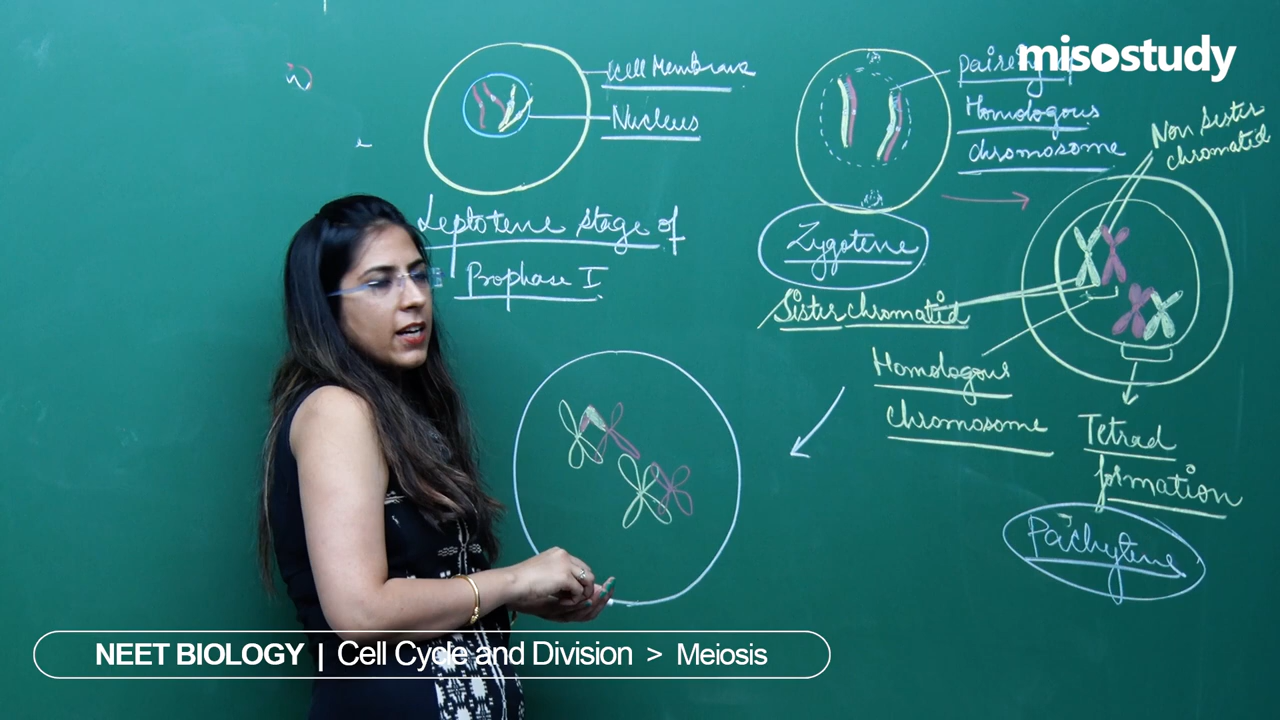 misostudy
Cell Membrane
Nucleus
Leptotene stage of
Prophase I
pairing of
Homologous
chromosome
Zygotene
Non Sister
chromatid
Sister chromatid
Homologous
chromosome
Tetrad
formation
Pachytene
NEET BIOLOGY | Cell Cycle and Division > Meiosis